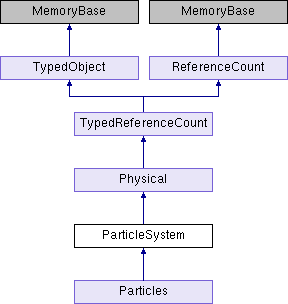 MemoryBase
MemoryBase
TypedObject
ReferenceCount
TypedReferenceCount
Physical
ParticleSystem
Particles